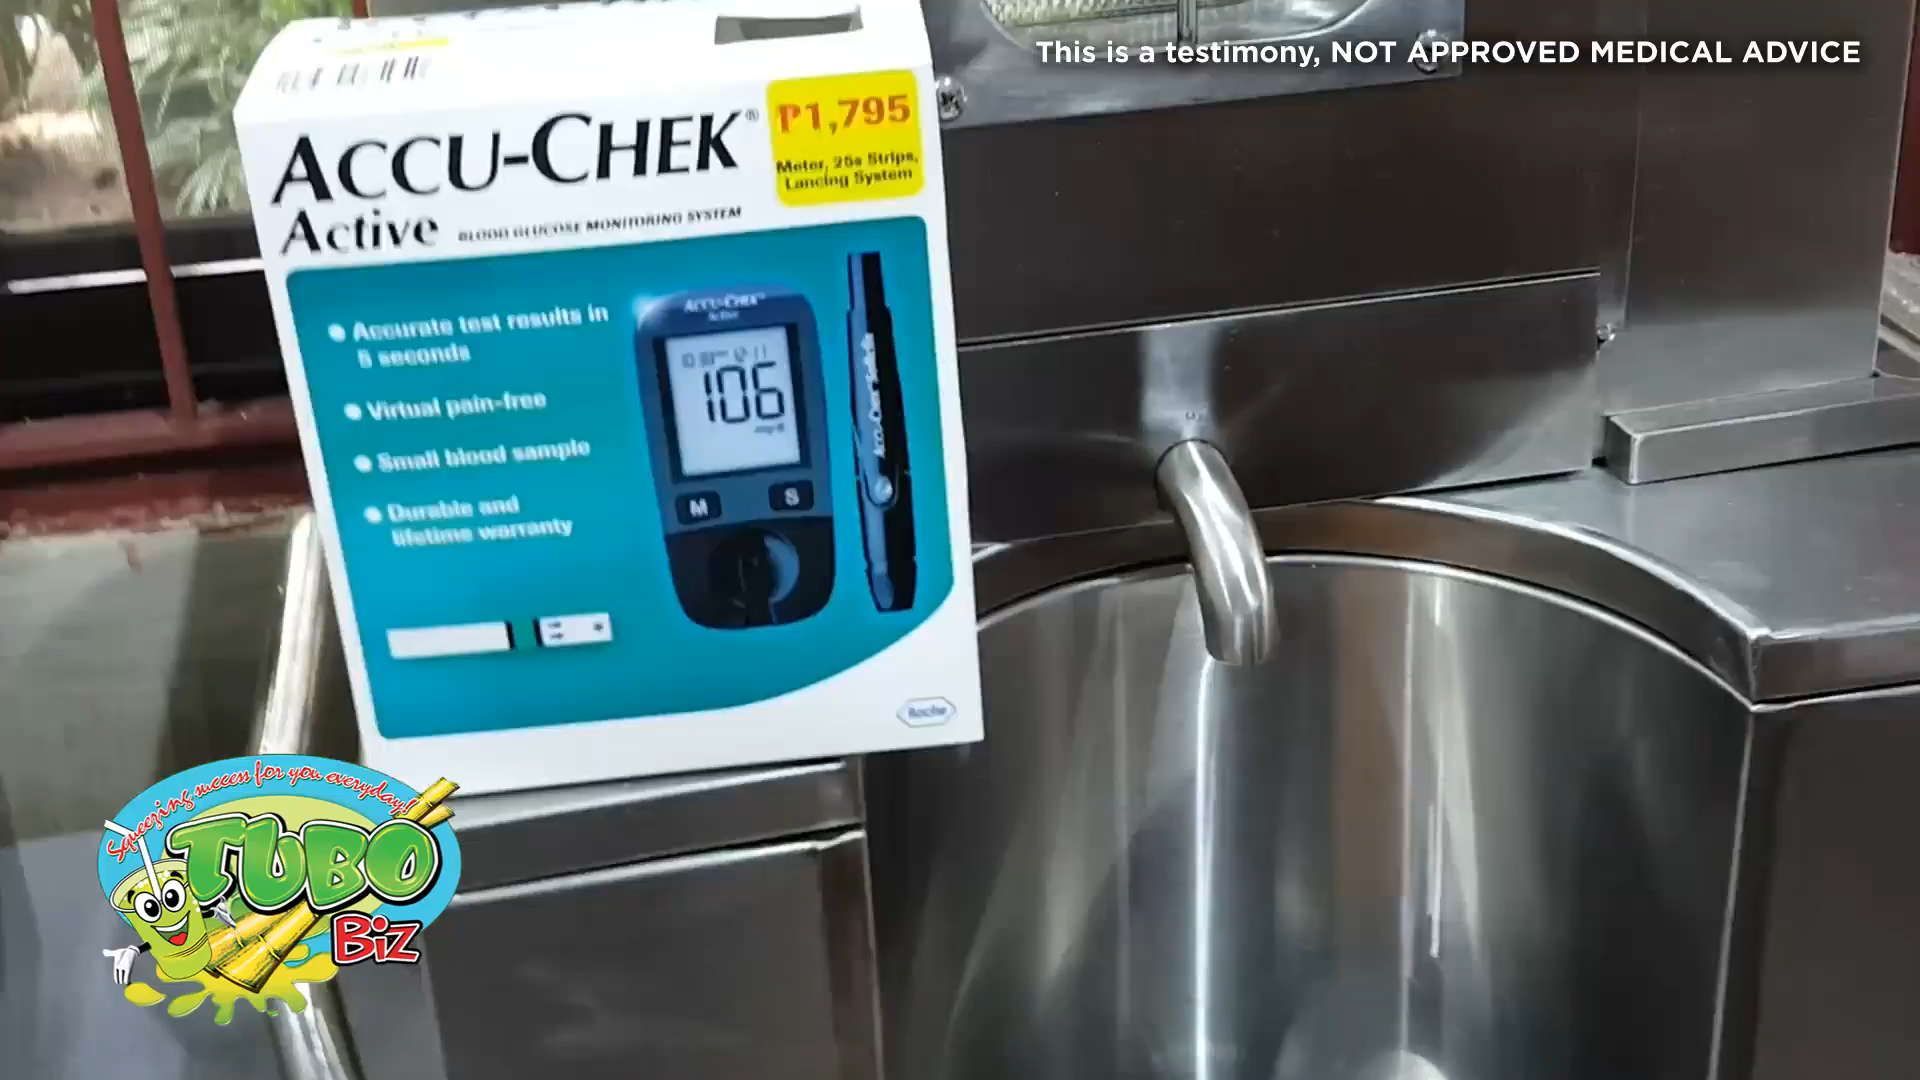 This is a testimony, NOT APPROVED MEDICAL ADVICE
ACCU-CHEK®
Active
BLOOD GLUCOSE MONITORING SYSTEM
₱1,795
Meter, 25s Strips,
Lancing System
Accurate test results in
5 seconds
Virtual pain-free
Small blood sample
Durable and
lifetime warranty
ACCU-CHEK
Active
106
mg/dL
M
S
Roche
Squeezing success for you everyday!
TUBO
Biz